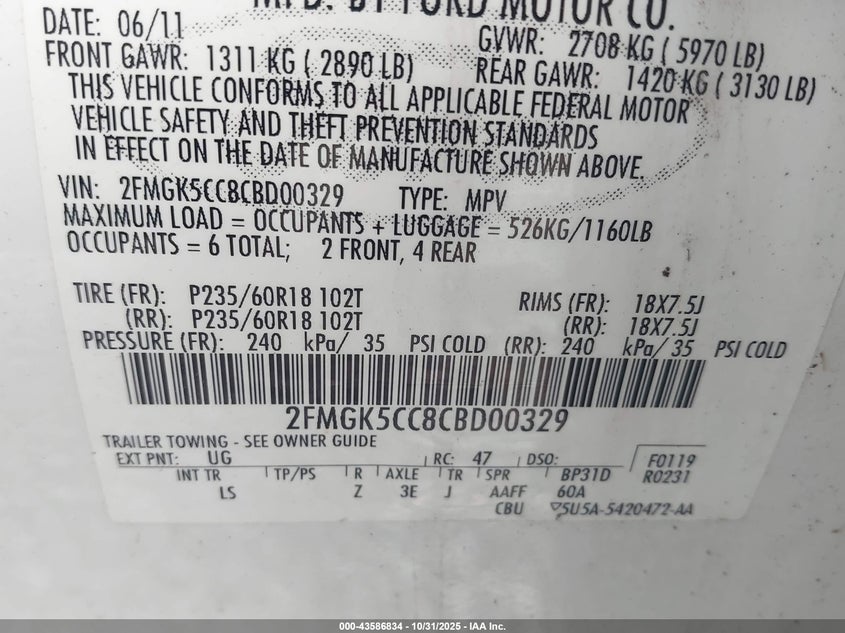 MFD. BY FORD MOTOR CO.
DATE: 06/11 GVWR: 2708 KG ( 5970 LB)
FRONT GAWR: 1311 KG ( 2890 LB) REAR GAWR: 1420 KG ( 3130 LB)
THIS VEHICLE CONFORMS TO ALL APPLICABLE FEDERAL MOTOR
VEHICLE SAFETY AND THEFT PREVENTION STANDARDS
IN EFFECT ON THE DATE OF MANUFACTURE SHOWN ABOVE.
VIN: 2FMGK5CC8CBD00329 TYPE: MPV
MAXIMUM LOAD = OCCUPANTS + LUGGAGE = 526KG/1160LB
OCCUPANTS = 6 TOTAL; 2 FRONT, 4 REAR
TIRE (FR): P235/60R18 102T RIMS (FR): 18X7.5J
(RR): P235/60R18 102T (RR): 18X7.5J
PRESSURE (FR): 240 kPa/ 35 PSI COLD (RR): 240 kPa/ 35 PSI COLD
2FMGK5CC8CBD00329
TRAILER TOWING - SEE OWNER GUIDE
EXT PNT: UG RC: 47 DSO: F0119
INT TR TP/PS R AXLE TR SPR BP31D R0231
LS Z 3E J AAFF 60A
CBU 5U5A-5420472-AA
000-43586834 - 10/31/2025 - IAA Inc.